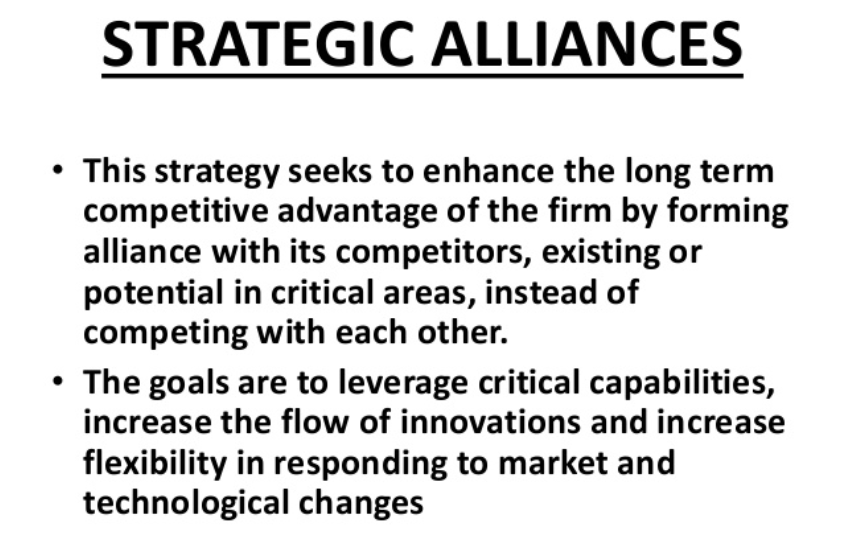 STRATEGIC ALLIANCES
• This strategy seeks to enhance the long term
competitive advantage of the firm by forming
alliance with its competitors, existing or
potential in critical areas, instead of
competing with each other.
• The goals are to leverage critical capabilities,
increase the flow of innovations and increase
flexibility in responding to market and
technological changes